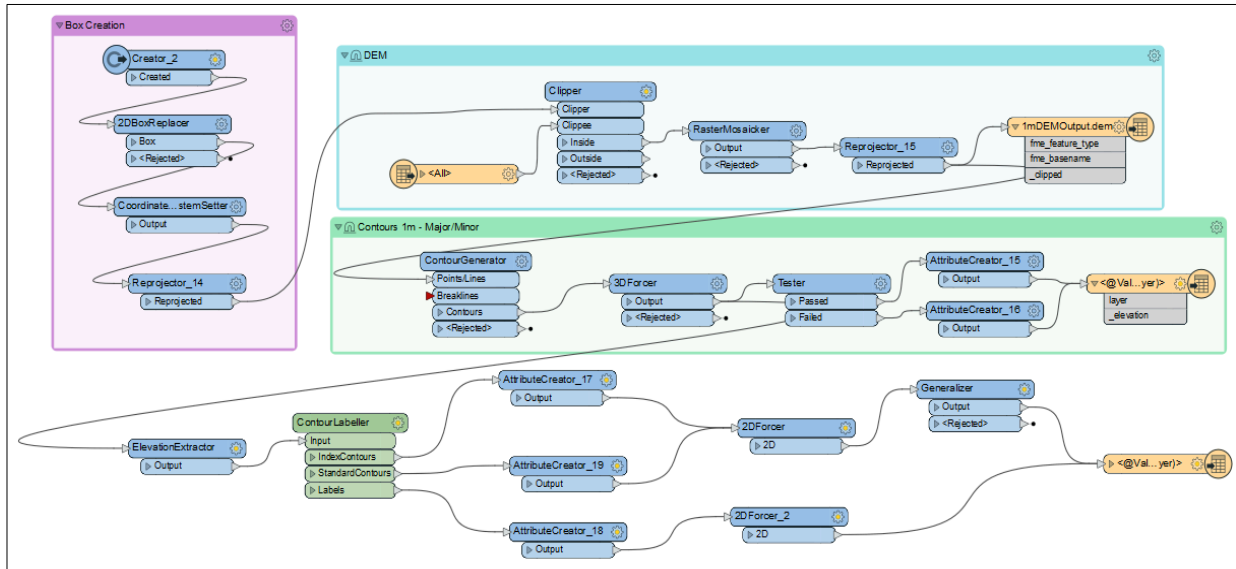 Box Creation
Creator_2
Created
2DBoxReplacer
Box
<Rejected>
Coordinate...stemSetter
Output
Reprojector_14
Reprojected
DEM
<All>
Clipper
Clipper
Clippee
Inside
Outside
<Rejected>
RasterMosaicker
Output
<Rejected>
Reprojector_15
Reprojected
1mDEMOutput.dem
fme_feature_type
fme_basename
_clipped
Contours 1m - Major/Minor
ContourGenerator
Points/Lines
Breaklines
Contours
<Rejected>
3DForcer
Output
<Rejected>
Tester
Passed
Failed
AttributeCreator_15
Output
AttributeCreator_16
Output
<@Val...yer)>
layer
_elevation
ElevationExtractor
Output
ContourLabeller
Input
IndexContours
StandardContours
Labels
AttributeCreator_17
Output
AttributeCreator_19
Output
AttributeCreator_18
Output
2DForcer
2D
2DForcer_2
2D
Generalizer
Output
<Rejected>
<@Val...yer)>